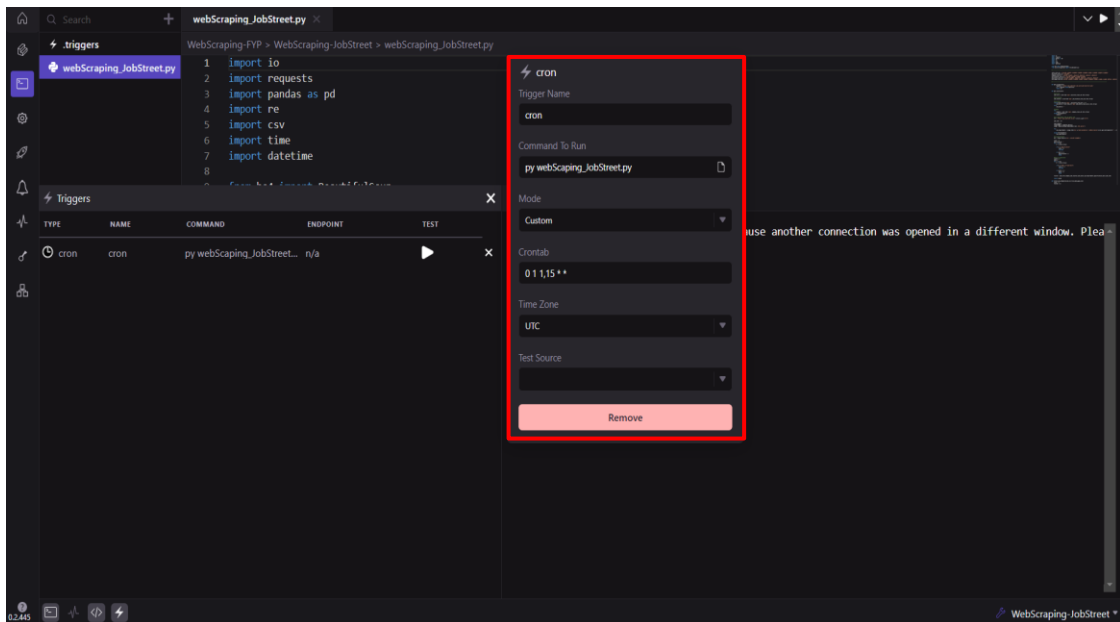 Search
+
webScraping_JobStreet.py
.triggers
webScraping_JobStreet.py
WebScraping-FYP > WebScraping-JobStreet > webScraping_JobStreet.py
1 import io
2 import requests
3 import pandas as pd
4 import re
5 import csv
6 import time
7 import datetime
8
Triggers
X
TYPE NAME COMMAND ENDPOINT TEST
cron cron py webScaping_JobStreet... n/a
cron
Trigger Name
cron
Command To Run
py webScaping_JobStreet.py
Mode
Custom
Crontab
0 1 1,15 * *
Time Zone
UTC
Test Source
Remove
use another connection was opened in a different window. Plea
0.2.445
WebScraping-JobStreet